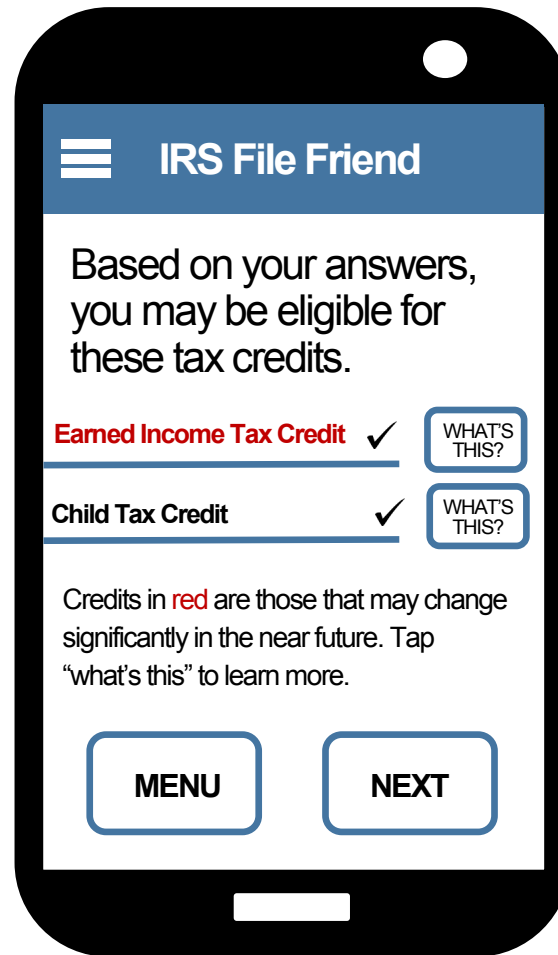 IRS File Friend
Based on your answers,
you may be eligible for
these tax credits.
Earned Income Tax Credit ✓
WHAT'S
THIS?
Child Tax Credit ✓
WHAT'S
THIS?
Credits in red are those that may change
significantly in the near future. Tap
“what’s this” to learn more.
MENU
NEXT